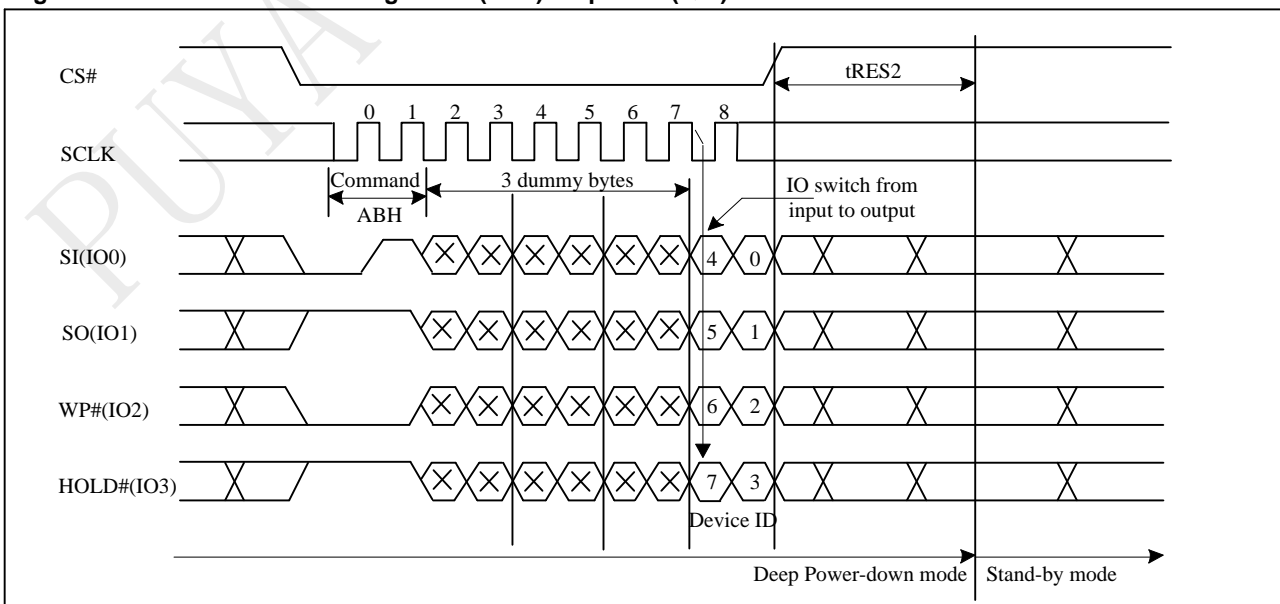 PUYA
CS#
tRES2
0 1 2 3 4 5 6 7 8
SCLK
Command
3 dummy bytes
ABH
IO switch from
input to output
SI(IO0)
4 0
SO(IO1)
5 1
WP#(IO2)
6 2
HOLD#(IO3)
7 3
Device ID
Deep Power-down mode
Stand-by mode